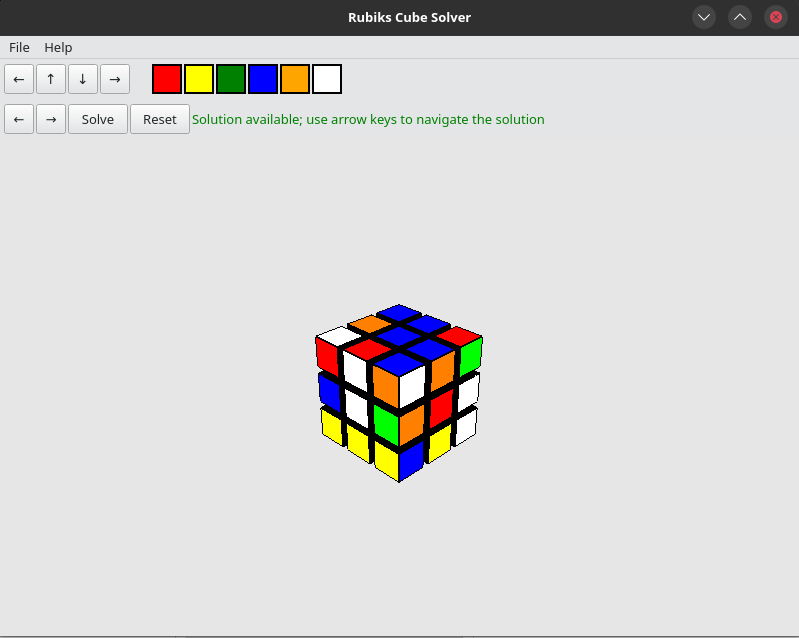 Rubiks Cube Solver
File Help
← ↑ ↓ →
← → Solve Reset Solution available; use arrow keys to navigate the solution